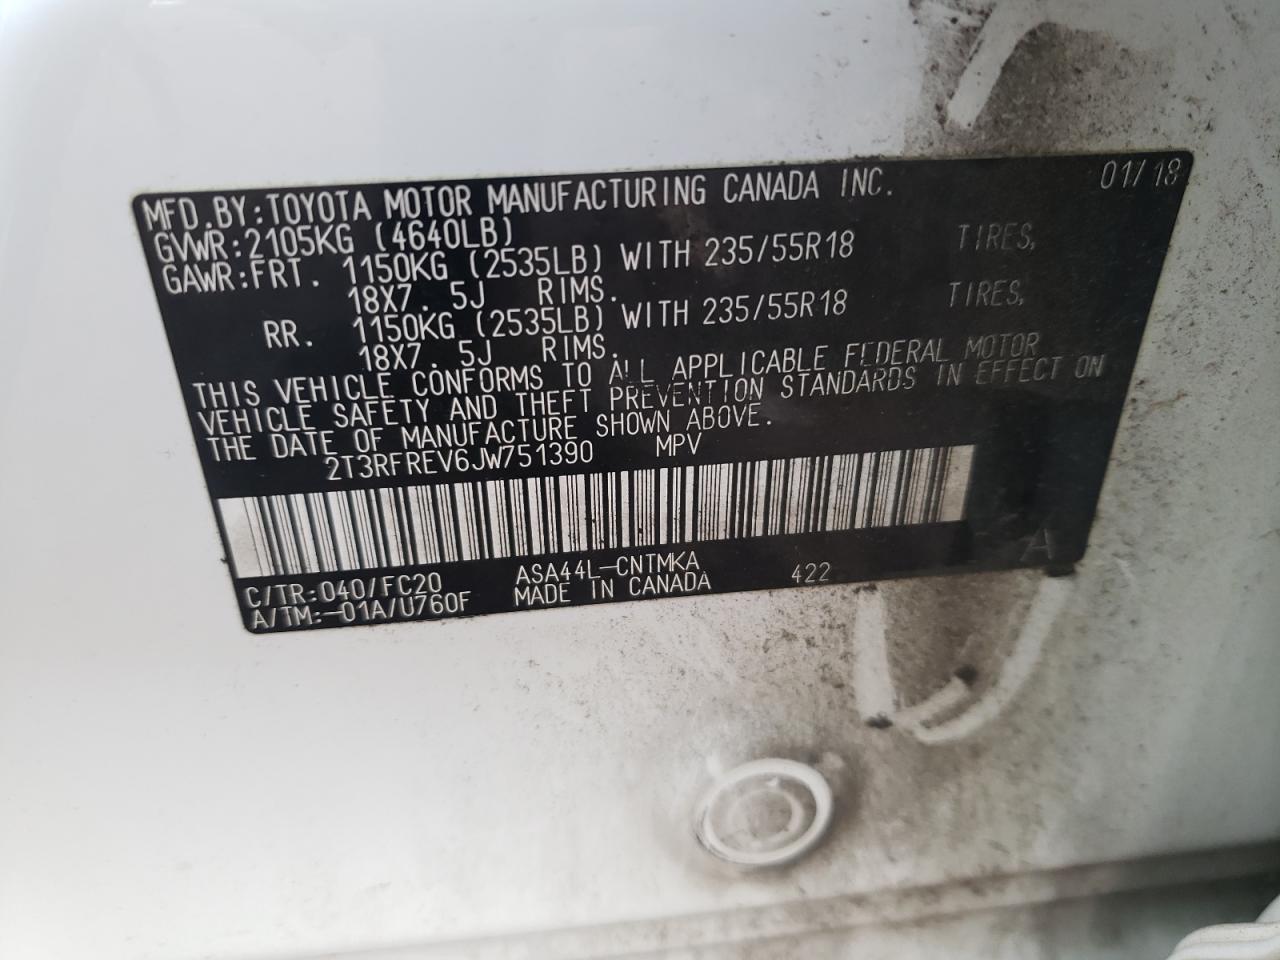 MFD.BY:TOYOTA MOTOR MANUFACTURING CANADA INC. 01/18
GVWR:2105KG (4640LB)
GAWR:FRT. 1150KG (2535LB) WITH 235/55R18 TIRES,
18X7.5J RIMS.
RR. 1150KG (2535LB) WITH 235/55R18 TIRES,
18X7.5J RIMS.
THIS VEHICLE CONFORMS TO ALL APPLICABLE FEDERAL MOTOR
VEHICLE SAFETY AND THEFT PREVENTION STANDARDS IN EFFECT ON
THE DATE OF MANUFACTURE SHOWN ABOVE.
2T3RFREV6JW751390 MPV
A
C/TR:040/FC20 ASA44L-CNTMKA 422
A/TM:-01A/U760F MADE IN CANADA